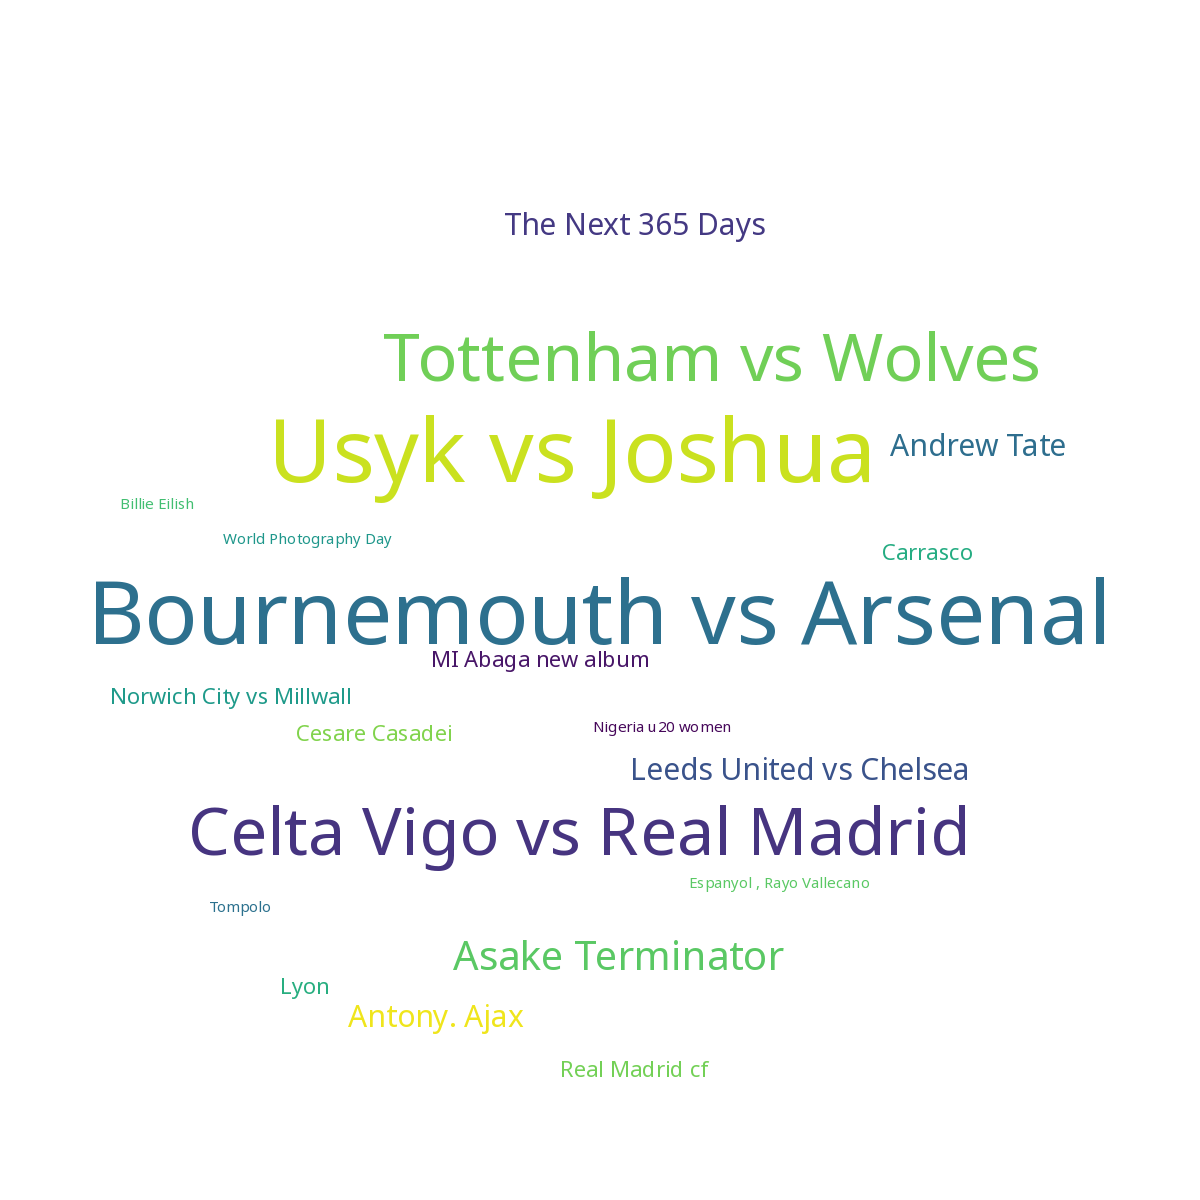 The Next 365 Days
Tottenham vs Wolves
Usyk vs Joshua
Andrew Tate
Billie Eilish
World Photography Day
Carrasco
Bournemouth vs Arsenal
MI Abaga new album
Norwich City vs Millwall
Cesare Casadei
Nigeria u20 women
Leeds United vs Chelsea
Celta Vigo vs Real Madrid
Espanyol , Rayo Vallecano
Tompolo
Asake Terminator
Lyon
Antony. Ajax
Real Madrid cf